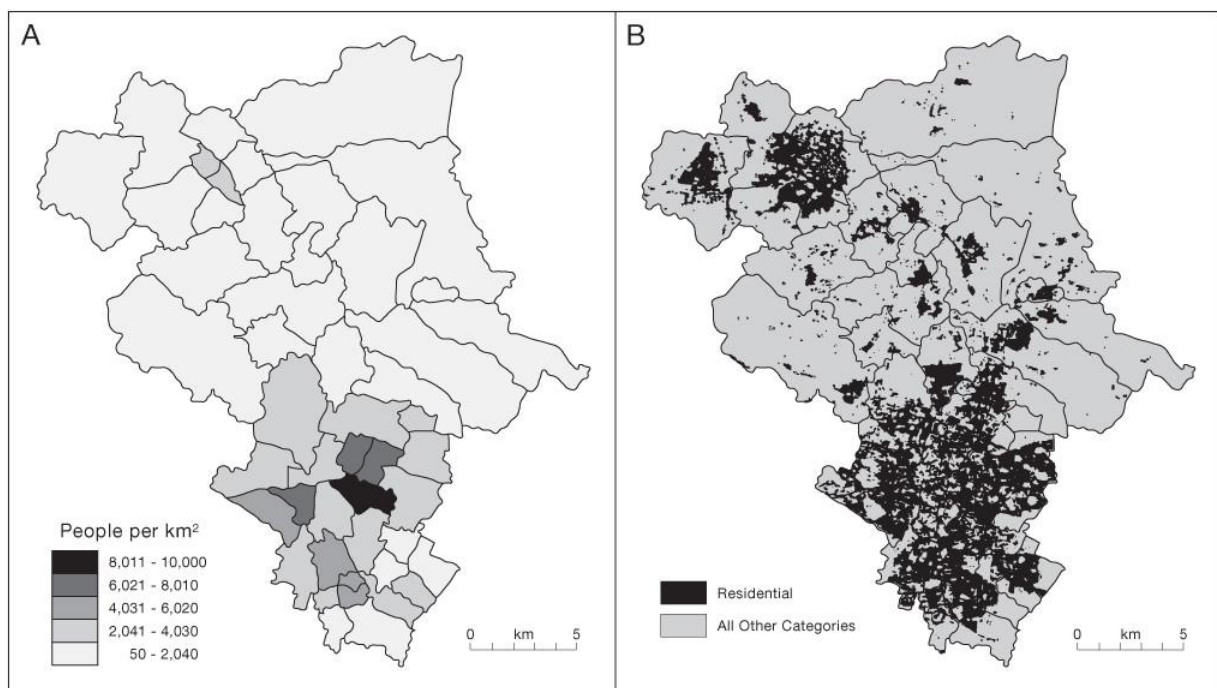 A
People per km²
8,011 - 10,000
6,021 - 8,010
4,031 - 6,020
2,041 - 4,030
50 - 2,040
0 km 5
B
Residential
All Other Categories
0 km 5